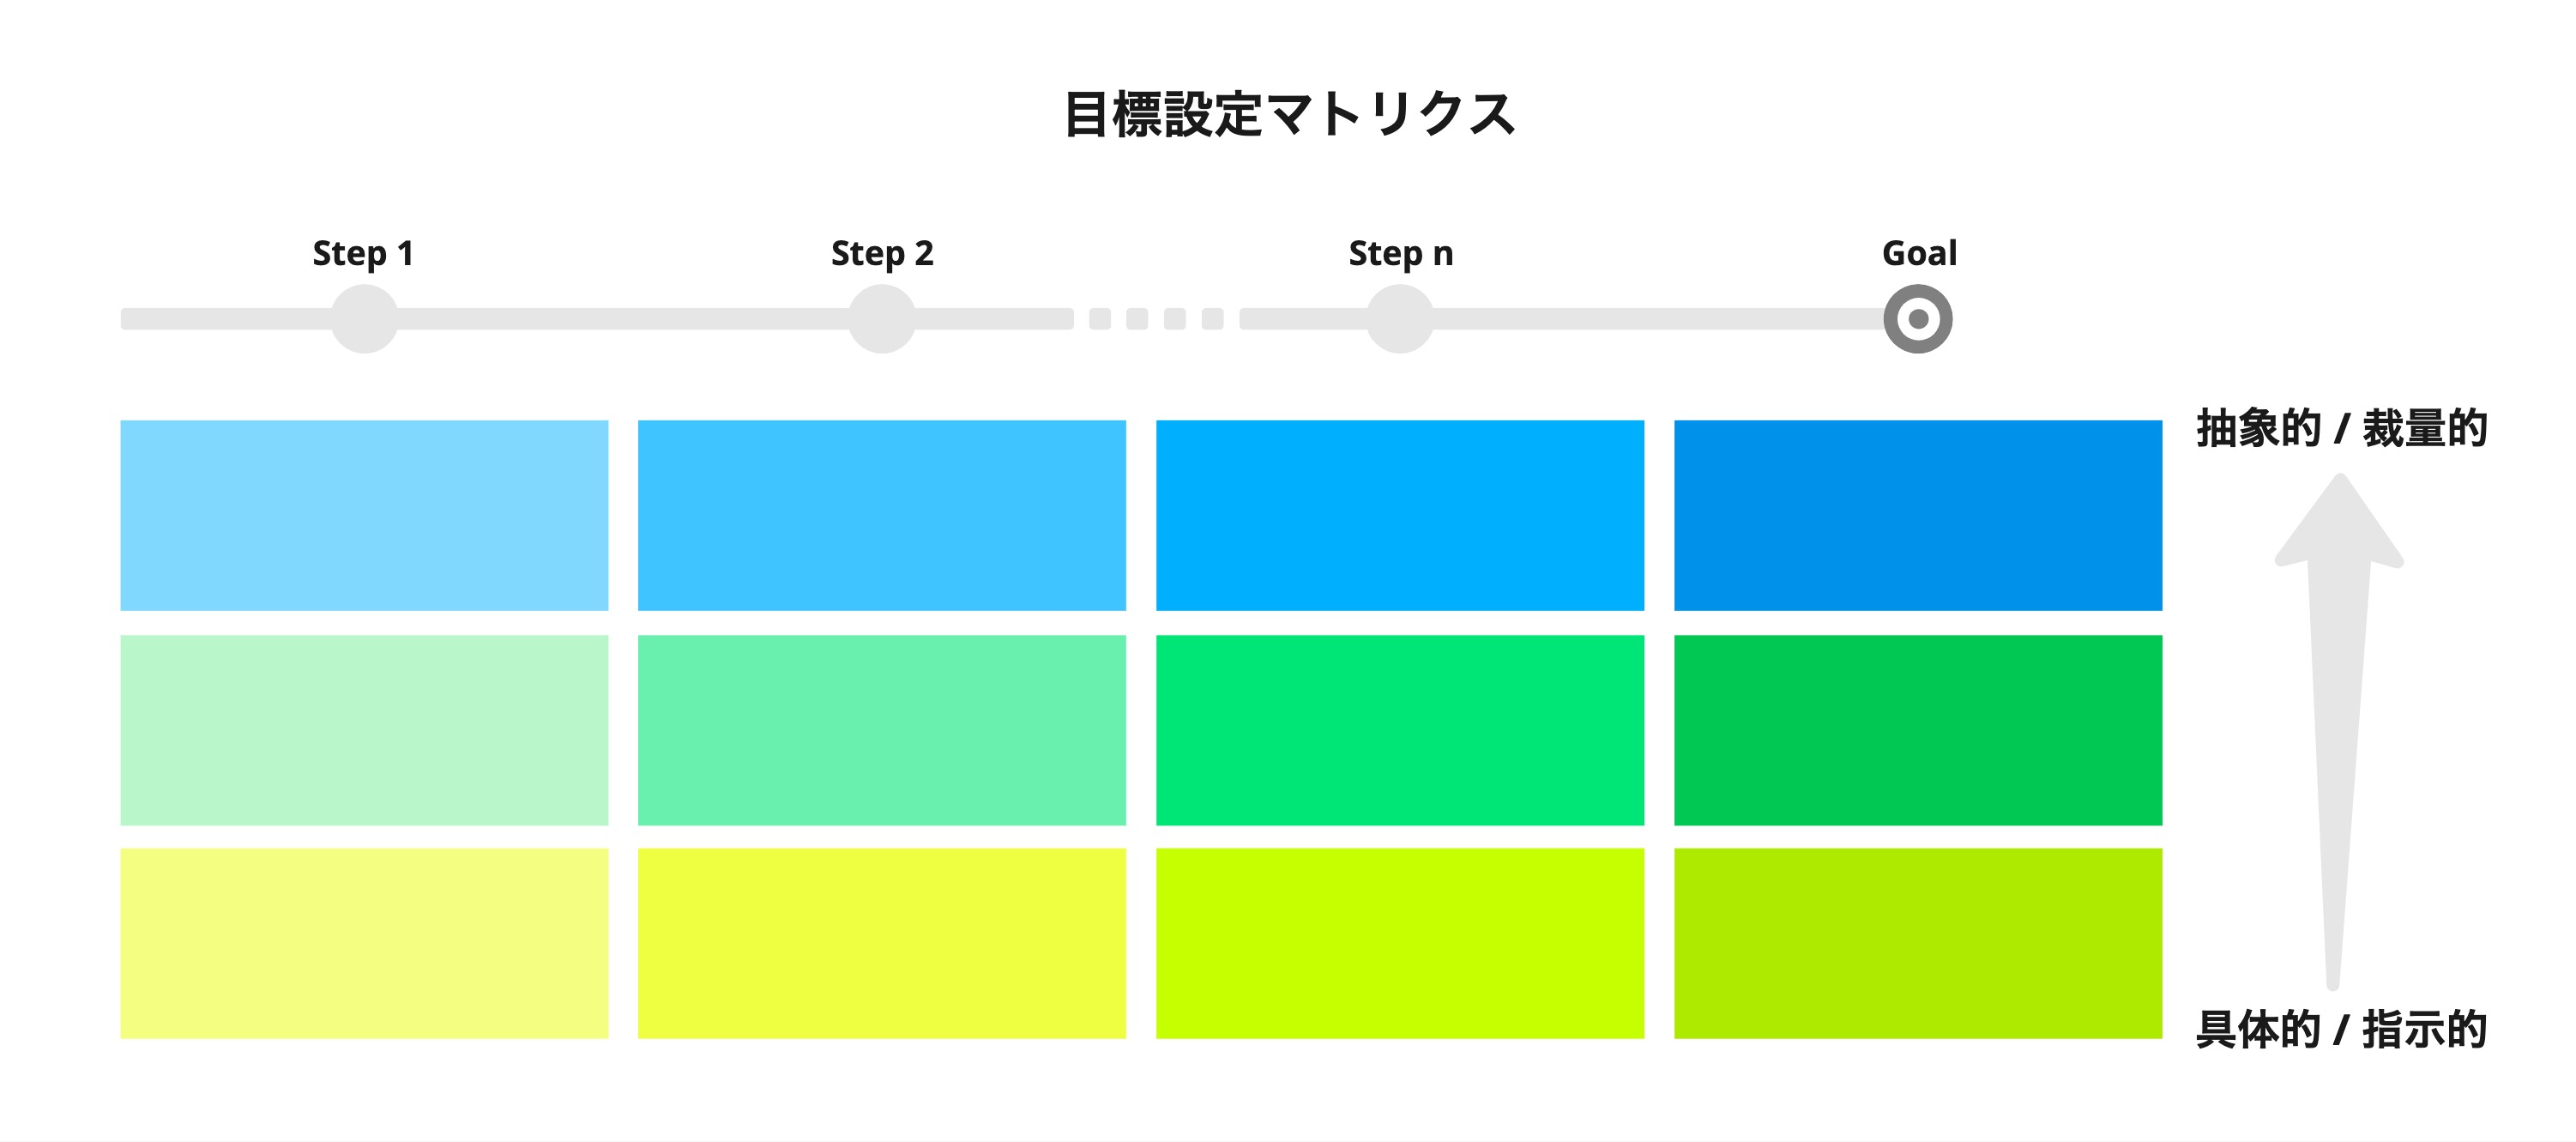 目標設定マトリクス
Step 1
Step 2
Step n
Goal
抽象的 / 裁量的
具体的 / 指示的